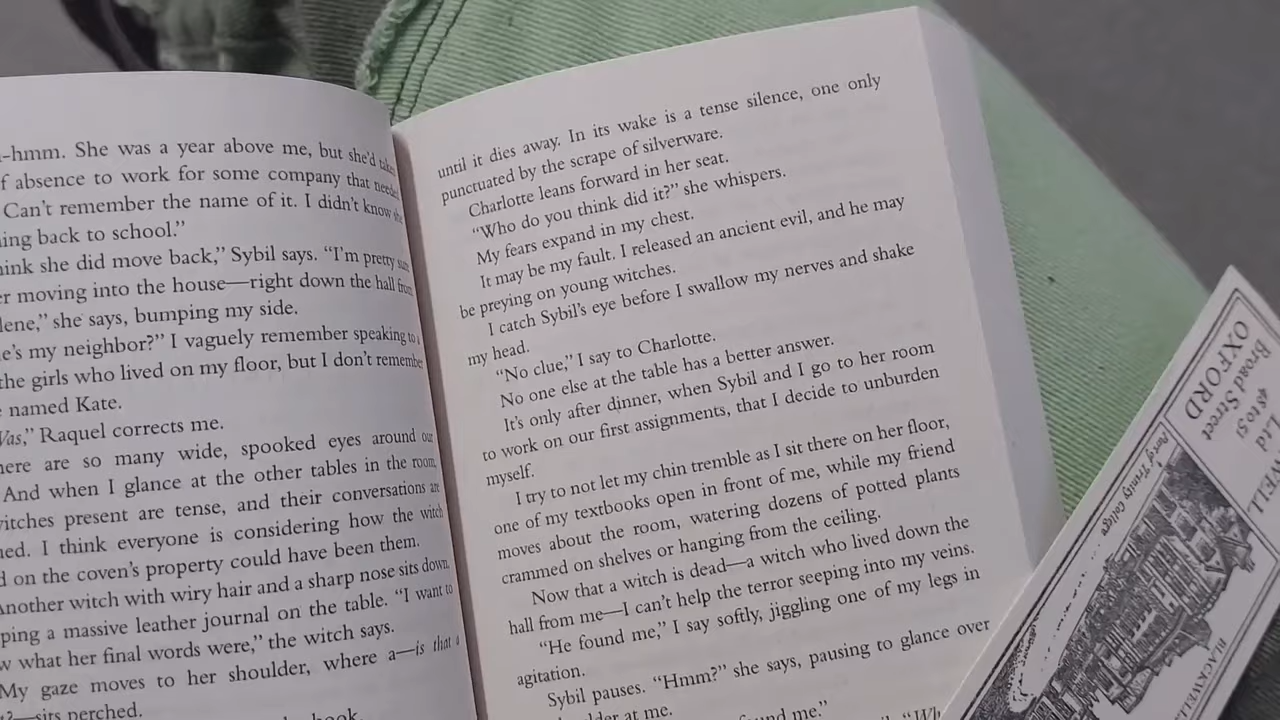 -hmm. She was a year above me, but she'd
f absence to work for some company that
Can't remember the name of it. I didn't know
ing back to school."
ink she did move back," Sybil says. "I'm pretty
r moving into the house—right down the hall
lene," she says, bumping my side.
e's my neighbor?" I vaguely remember speaking to
the girls who lived on my floor, but I don't remember
named Kate.
Was," Raquel corrects me.
here are so many wide, spooked eyes around our
And when I glance at the other tables in the room,
vitches present are tense, and their conversations are
ned. I think everyone is considering how the witch
d on the coven's property could have been them.
Another witch with wiry hair and a sharp nose sits down,
ping a massive leather journal on the table. "I want to
w what her final words were," the witch says.
My gaze moves to her shoulder, where a—is that a
?—sits perched.
book.
until it dies away. In its wake is a tense silence, one only
punctuated by the scrape of silverware.
Charlotte leans forward in her seat.
"Who do you think did it?" she whispers.
My fears expand in my chest.
It may be my fault. I released an ancient evil, and he may
be preying on young witches.
I catch Sybil's eye before I swallow my nerves and shake
my head.
"No clue," I say to Charlotte.
No one else at the table has a better answer.
It's only after dinner, when Sybil and I go to her room
to work on our first assignments, that I decide to unburden
myself.
I try to not let my chin tremble as I sit there on her floor,
one of my textbooks open in front of me, while my friend
moves about the room, watering dozens of potted plants
crammed on shelves or hanging from the ceiling.
Now that a witch is dead—a witch who lived down the
hall from me—I can't help the terror seeping into my veins.
"He found me," I say softly, jiggling one of my legs in
agitation.
Sybil pauses. "Hmm?" she says, pausing to glance over
at me.
me."
WELL
Ltd
48 to 51
Broad Street
OXFORD
Part of Trinity College
BLACKWELL